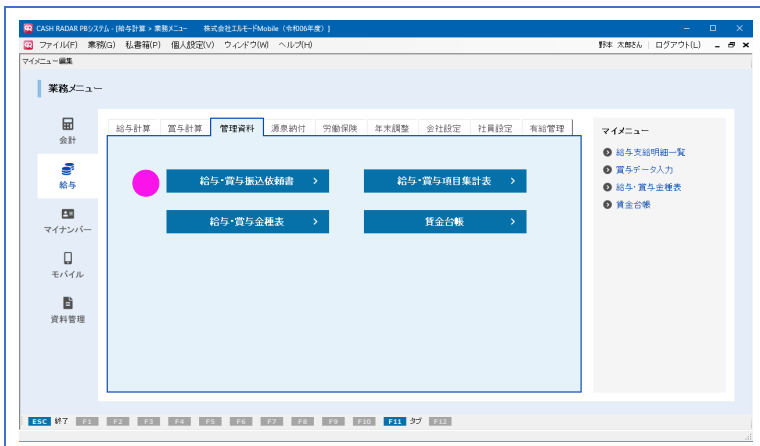 CASH RADAR PBシステム - [給与計算 > 業務メニュー 株式会社エルモードMobile（令和006年度）]
ファイル(F) 業務(G) 私書箱(P) 個人設定(V) ウィンドウ(W) ヘルプ(H) 野本 太郎さん | ログアウト(L)
マイメニュー編集
業務メニュー
会計
給与
マイナンバー
モバイル
資料管理
給与計算 賞与計算 管理資料 源泉納付 労働保険 年末調整 会社設定 社員設定 有給管理
給与・賞与振込依頼書 給与・賞与項目集計表
給与・賞与金種表 賃金台帳
マイメニュー
給与支給明細一覧
賞与データ入力
給与・賞与金種表
賃金台帳
ESC 終了 F1 F2 F3 F4 F5 F6 F7 F8 F9 F10 F11 タブ F12